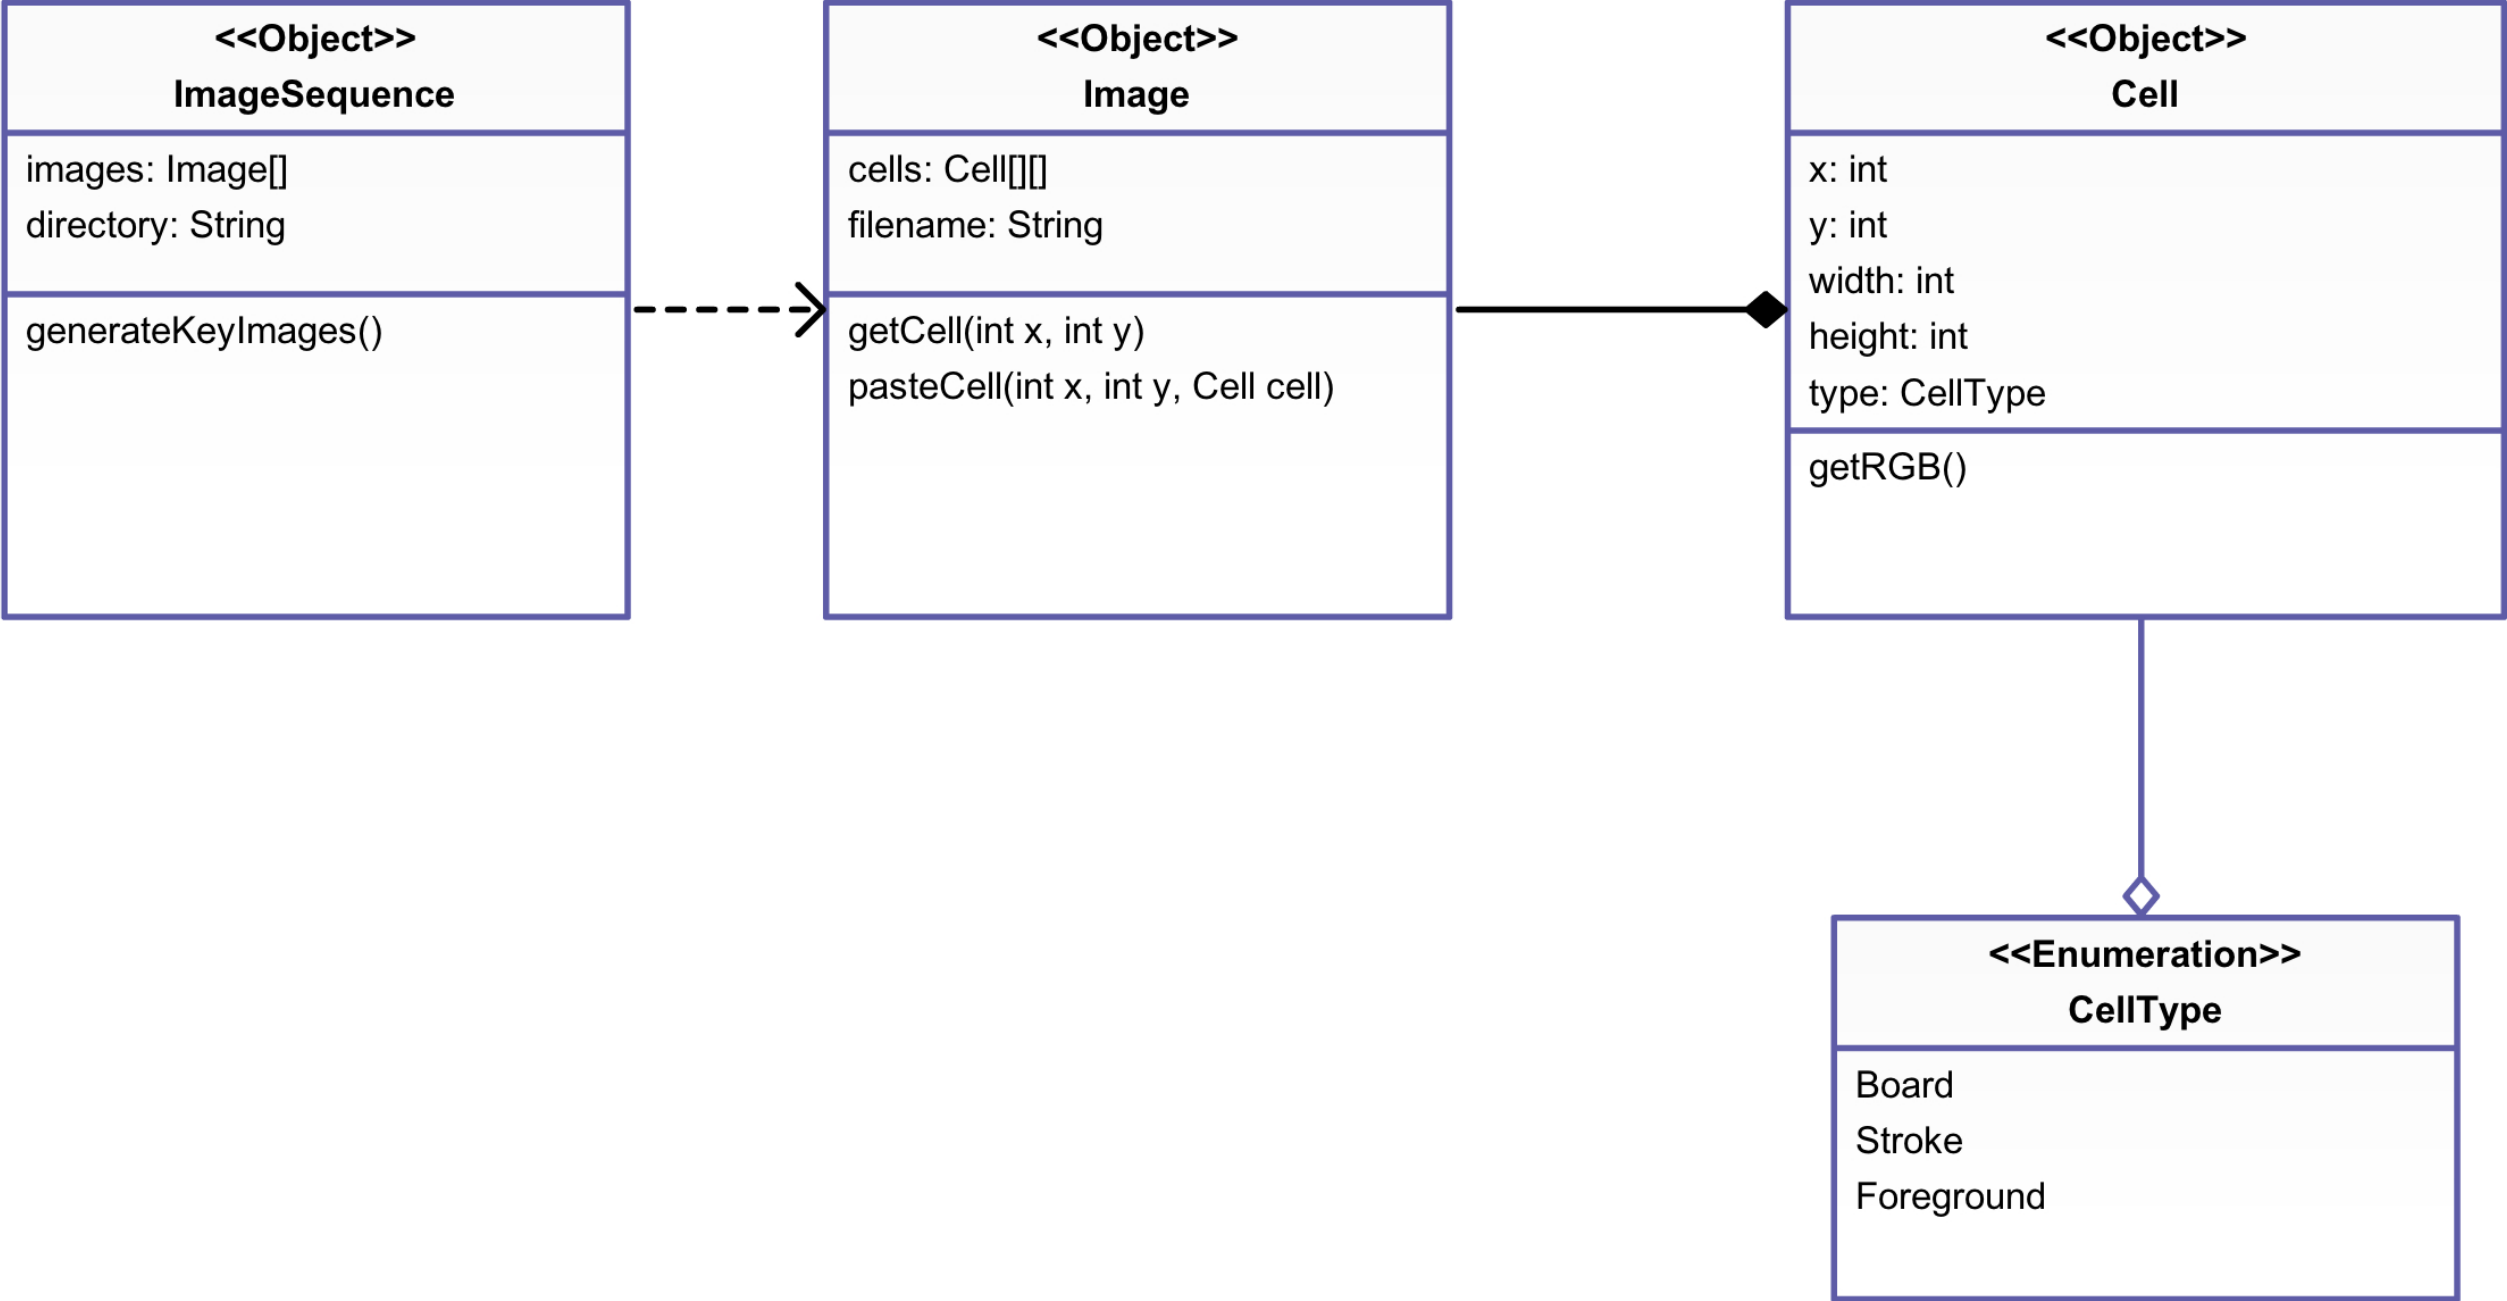 <<Object>>
ImageSequence
images: Image[]
directory: String
generateKeyImages()
<<Object>>
Image
cells: Cell[][]
filename: String
getCell(int x, int y)
pasteCell(int x, int y, Cell cell)
<<Object>>
Cell
x: int
y: int
width: int
height: int
type: CellType
getRGB()
<<Enumeration>>
CellType
Board
Stroke
Foreground